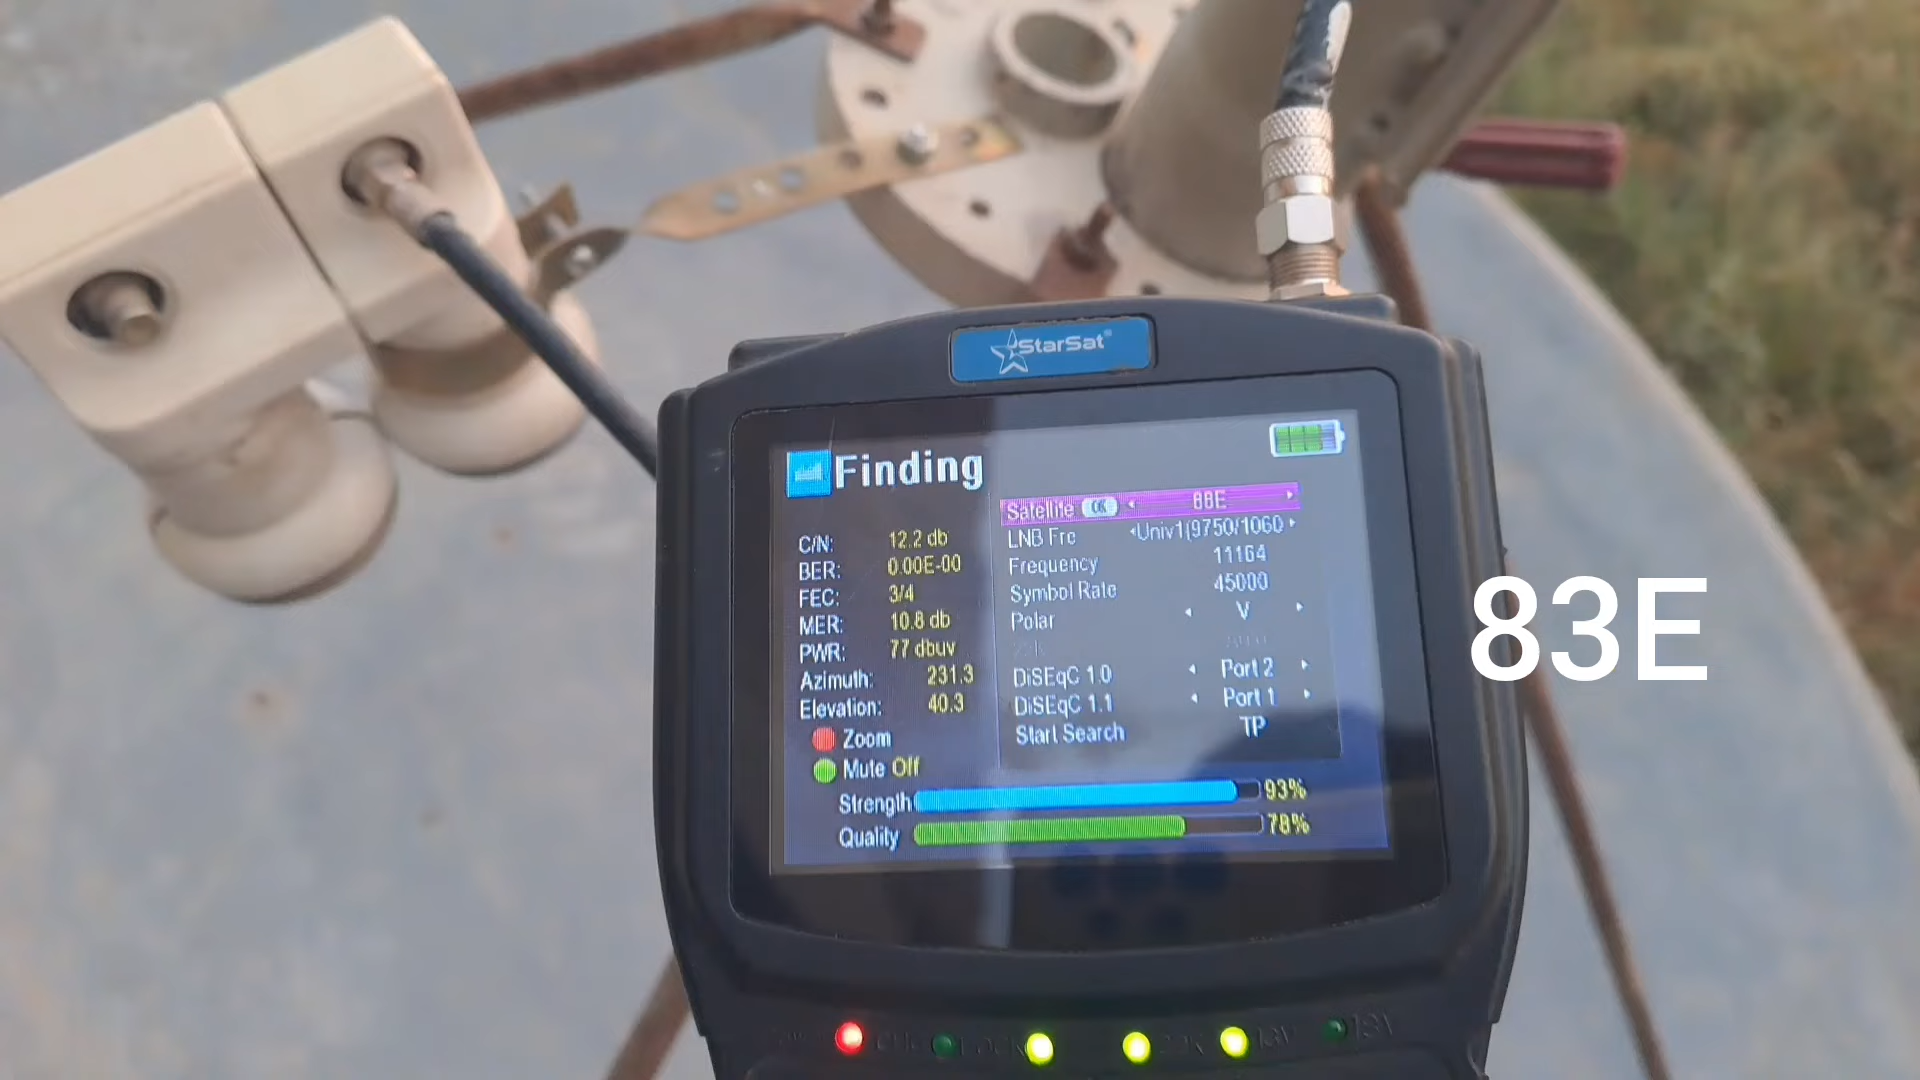 StarSat
Finding
Satellite OK 88E
LNB Fre Univ1(9750/1060
Frequency 11164
Symbol Rate 45000
Polar V
DiSEqC 1.0 Port 2
DiSEqC 1.1 Port 1
Start Search TP
C/N: 12.2 db
BER: 0.00E-00
FEC: 3/4
MER: 10.8 db
PWR: 77 dbuv
Azimuth: 231.3
Elevation: 40.3
Zoom
Mute Off
Strength 93%
Quality 78%
83E